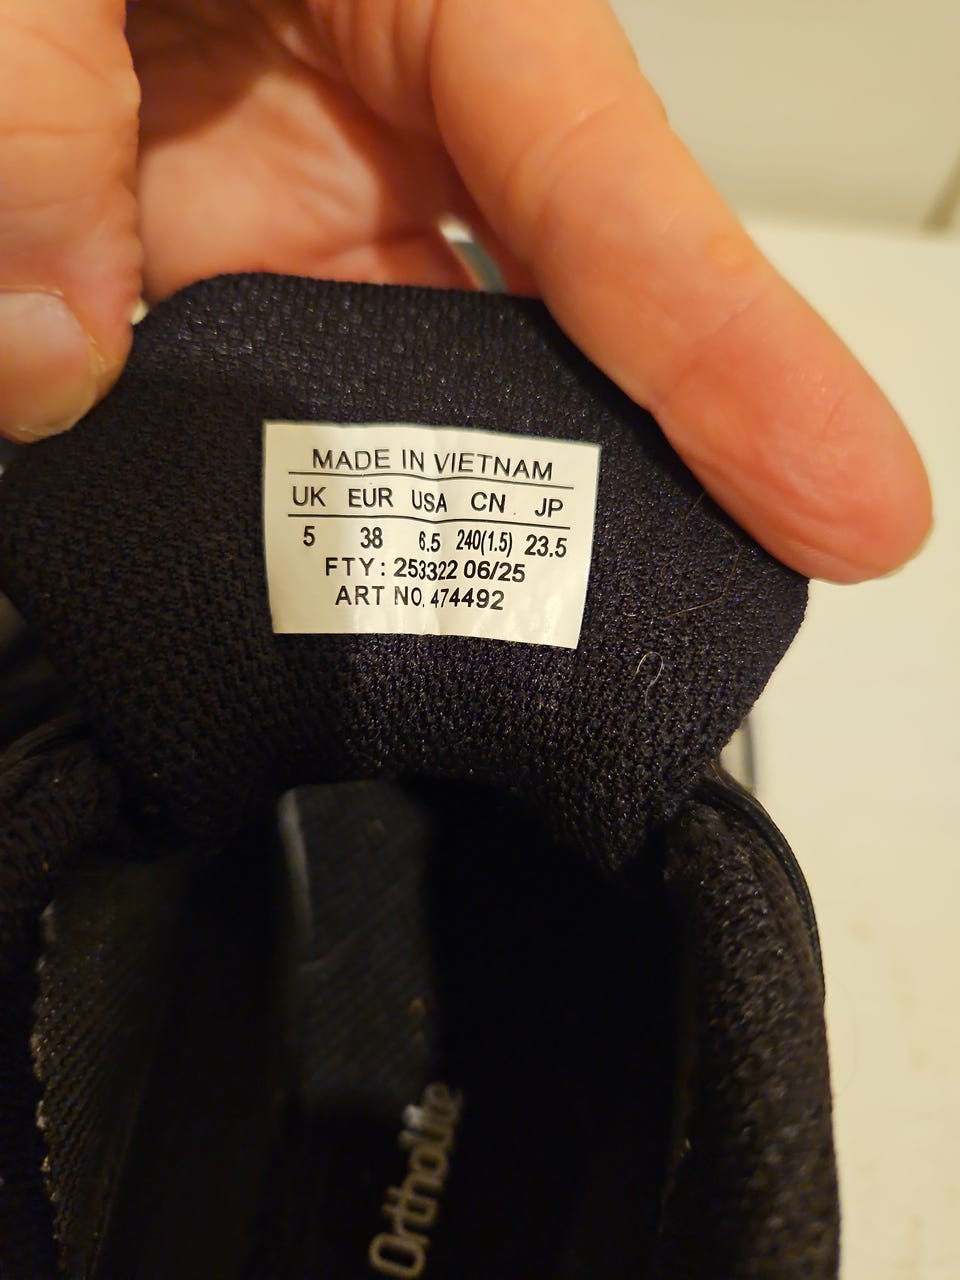 MADE IN VIETNAM
UK EUR USA CN JP
5 38 6.5 240(1.5) 23.5
FTY: 253322 06/25
ART NO. 474492
Ortholite